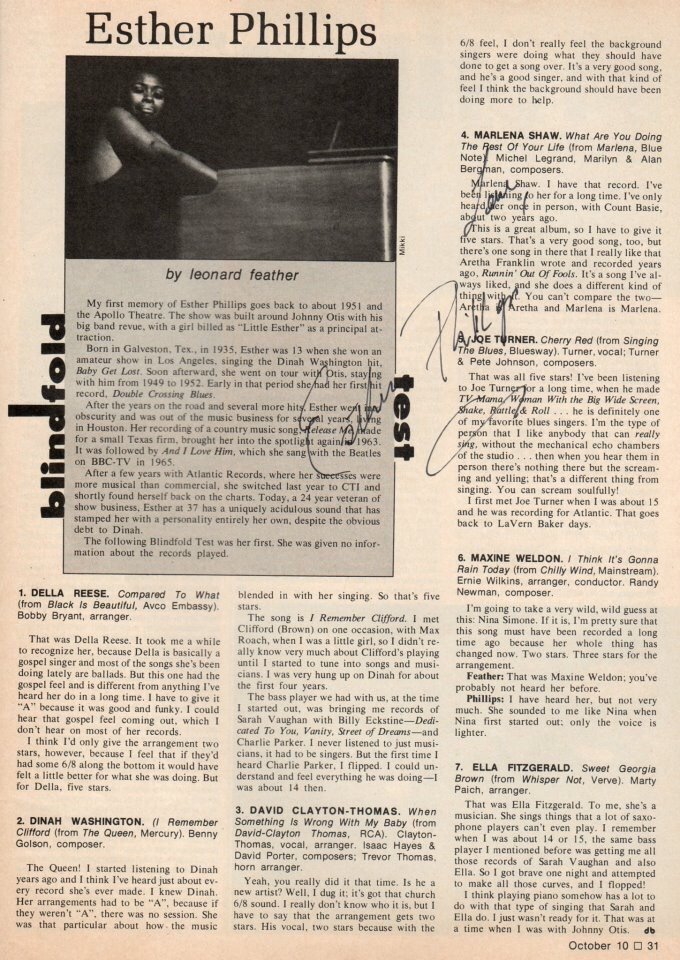 Esther Phillips
Mikki
by leonard feather
blindfold
test
My first memory of Esther Phillips goes back to about 1951 and
the Apollo Theatre. The show was built around Johnny Otis with his
big band revue, with a girl billed as "Little Esther" as a principal at-
traction.
Born in Galveston, Tex., in 1935, Esther was 13 when she won an
amateur show in Los Angeles, singing the Dinah Washington hit,
Baby Get Lost. Soon afterward, she went on tour with Otis, staying
with him from 1949 to 1952. Early in that period she had her first hit
record, Double Crossing Blues.
After the years on the road and several more hits, Esther went into
obscurity and was out of the music business for several years, living
in Houston. Her recording of a country music song, Release Me, made
for a small Texas firm, brought her into the spotlight again in 1963.
It was followed by And I Love Him, which she sang with the Beatles
on BBC-TV in 1965.
After a few years with Atlantic Records, where her successes were
more musical than commercial, she switched last year to CTI and
shortly found herself back on the charts. Today, a 24 year veteran of
show business, Esther at 37 has a uniquely acidulous sound that has
stamped her with a personality entirely her own, despite the obvious
debt to Dinah.
The following Blindfold Test was her first. She was given no infor-
mation about the records played.
Love,
Esther Phillips
1. DELLA REESE. Compared To What
(from Black Is Beautiful, Avco Embassy).
Bobby Bryant, arranger.
That was Della Reese. It took me a while
to recognize her, because Della is basically a
gospel singer and most of the songs she's been
doing lately are ballads. But this one had the
gospel feel and is different from anything I've
heard her do in a long time. I have to give it
"A" because it was good and funky. I could
hear that gospel feel coming out, which I
don't hear on most of her records.
I think I'd only give the arrangement two
stars, however, because I feel that if they'd
had some 6/8 along the bottom it would have
felt a little better for what she was doing. But
for Della, five stars.
2. DINAH WASHINGTON. (I Remember
Clifford (from The Queen, Mercury). Benny
Golson, composer.
The Queen! I started listening to Dinah
years ago and I think I've heard just about ev-
ery record she's ever made. I knew Dinah.
Her arrangements had to be "A", because if
they weren't "A", there was no session. She
was that particular about how the music
blended in with her singing. So that's five
stars.
The song is I Remember Clifford. I met
Clifford (Brown) on one occasion, with Max
Roach, when I was a little girl, so I didn't re-
ally know very much about Clifford's playing
until I started to tune into songs and musi-
cians. I was very hung up on Dinah for about
the first four years.
The bass player we had with us, at the time
I started out, was bringing me records of
Sarah Vaughan with Billy Eckstine—Dedi-
cated To You, Vanity, Street of Dreams—and
Charlie Parker. I never listened to just musi-
cians, it had to be singers. But the first time I
heard Charlie Parker, I flipped. I could un-
derstand and feel everything he was doing—I
was about 14 then.
3. DAVID CLAYTON-THOMAS. When
Something Is Wrong With My Baby (from
David-Clayton Thomas, RCA). Clayton-
Thomas, vocal, arranger. Isaac Hayes &
David Porter, composers; Trevor Thomas,
horn arranger.
Yeah, you really did it that time. Is he a
new artist? Well, I dug it; it's got that church
6/8 sound. I really don't know who it is, but I
have to say that the arrangement gets two
stars. His vocal, two stars because with the
6/8 feel, I don't really feel the background
singers were doing what they should have
done to get a song over. It's a very good song,
and he's a good singer, and with that kind of
feel I think the background should have been
doing more to help.
4. MARLENA SHAW. What Are You Doing
The Rest Of Your Life (from Marlena, Blue
Note). Michel Legrand, Marilyn & Alan
Bergman, composers.
Marlena Shaw. I have that record. I've
been listening to her for a long time. I've only
heard her once in person, with Count Basie,
about two years ago.
This is a great album, so I have to give it
five stars. That's a very good song, too, but
there's one song in there that I really like that
Aretha Franklin wrote and recorded years
ago, Runnin' Out Of Fools. It's a song I've al-
ways liked, and she does a different kind of
thing with it. You can't compare the two—
Aretha is Aretha and Marlena is Marlena.
5. JOE TURNER. Cherry Red (from Singing
The Blues, Bluesway). Turner, vocal; Turner
& Pete Johnson, composers.
That was all five stars! I've been listening
to Joe Turner for a long time, when he made
TV Mama, Woman With the Big Wide Screen,
Shake, Rattle & Roll . . . he is definitely one
of my favorite blues singers. I'm the type of
person that I like anybody that can really
sing, without the mechanical echo chambers
of the studio . . . then when you hear them in
person there's nothing there but the scream-
ing and yelling; that's a different thing from
singing. You can scream soulfully!
I first met Joe Turner when I was about 15
and he was recording for Atlantic. That goes
back to LaVern Baker days.
6. MAXINE WELDON. I Think It's Gonna
Rain Today (from Chilly Wind, Mainstream).
Ernie Wilkins, arranger, conductor. Randy
Newman, composer.
I'm going to take a very wild, wild guess at
this: Nina Simone. If it is, I'm pretty sure that
this song must have been recorded a long
time ago because her whole thing has
changed now. Two stars. Three stars for the
arrangement.
Feather: That was Maxine Weldon; you've
probably not heard her before.
Phillips: I have heard her, but not very
much. She sounded to me like Nina when
Nina first started out; only the voice is
lighter.
7. ELLA FITZGERALD. Sweet Georgia
Brown (from Whisper Not, Verve). Marty
Paich, arranger.
That was Ella Fitzgerald. To me, she's a
musician. She sings things that a lot of saxo-
phone players can't even play. I remember
when I was about 14 or 15, the same bass
player I mentioned before was getting me all
those records of Sarah Vaughan and also
Ella. So I got brave one night and attempted
to make all those curves, and I flopped!
I think playing piano somehow has a lot to
do with that type of singing that Sarah and
Ella do. I just wasn't ready for it. That was at
a time when I was with Johnny Otis. db
October 10 □ 31